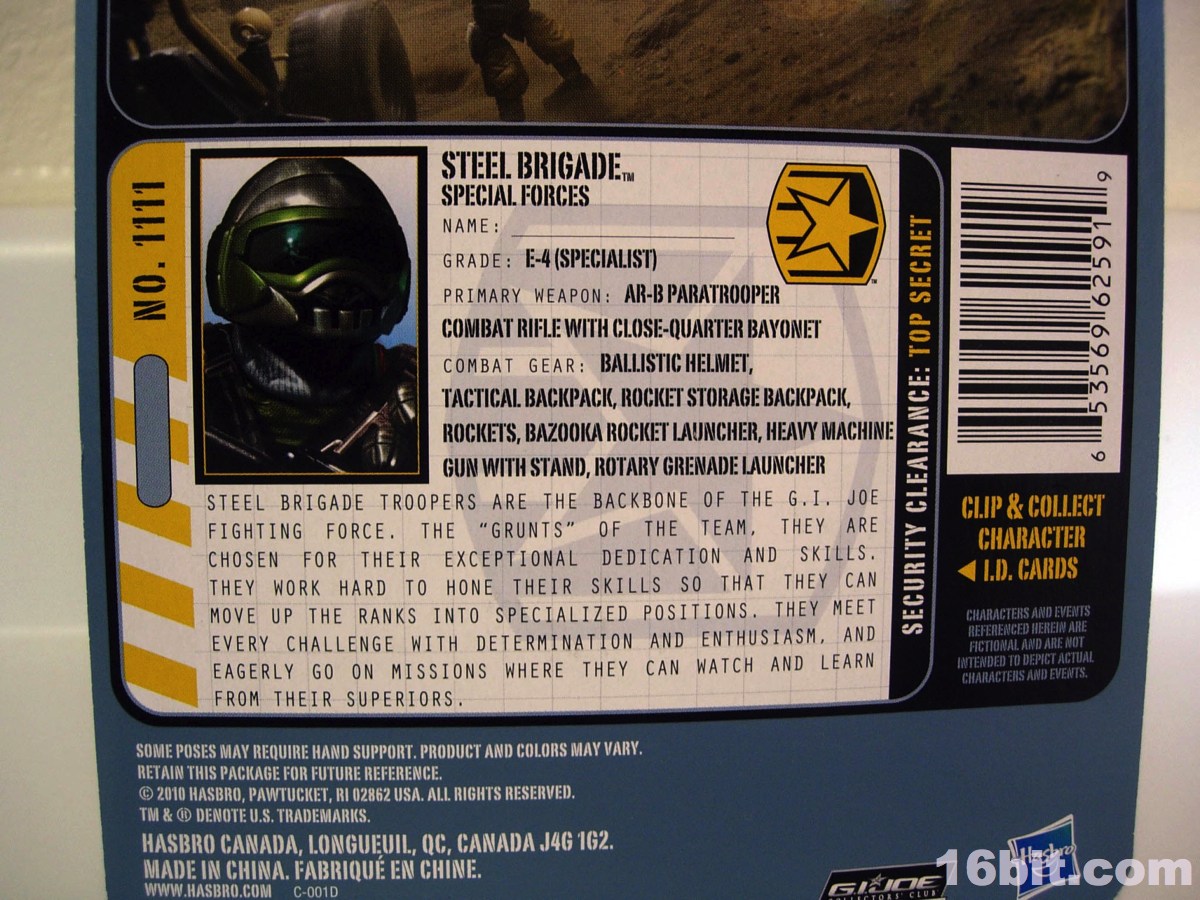 NO. 1111
STEEL BRIGADE™
SPECIAL FORCES
NAME:
GRADE: E-4 (SPECIALIST)
PRIMARY WEAPON: AR-B PARATROOPER
COMBAT RIFLE WITH CLOSE-QUARTER BAYONET
COMBAT GEAR: BALLISTIC HELMET,
TACTICAL BACKPACK, ROCKET STORAGE BACKPACK,
ROCKETS, BAZOOKA ROCKET LAUNCHER, HEAVY MACHINE
GUN WITH STAND, ROTARY GRENADE LAUNCHER
STEEL BRIGADE TROOPERS ARE THE BACKBONE OF THE G.I. JOE
FIGHTING FORCE. THE “GRUNTS” OF THE TEAM, THEY ARE
CHOSEN FOR THEIR EXCEPTIONAL DEDICATION AND SKILLS.
THEY WORK HARD TO HONE THEIR SKILLS SO THAT THEY CAN
MOVE UP THE RANKS INTO SPECIALIZED POSITIONS. THEY MEET
EVERY CHALLENGE WITH DETERMINATION AND ENTHUSIASM, AND
EAGERLY GO ON MISSIONS WHERE THEY CAN WATCH AND LEARN
FROM THEIR SUPERIORS.
™
SECURITY CLEARANCE: TOP SECRET
6 53569 62591 9
CLIP & COLLECT
CHARACTER
I.D. CARDS
CHARACTERS AND EVENTS
REFERENCED HEREIN ARE
FICTIONAL AND ARE NOT
INTENDED TO DEPICT ACTUAL
CHARACTERS AND EVENTS.
SOME POSES MAY REQUIRE HAND SUPPORT. PRODUCT AND COLORS MAY VARY.
RETAIN THIS PACKAGE FOR FUTURE REFERENCE.
© 2010 HASBRO, PAWTUCKET, RI 02862 USA. ALL RIGHTS RESERVED.
TM & ® DENOTE U.S. TRADEMARKS.
HASBRO CANADA, LONGUEUIL, QC, CANADA J4G 1G2.
MADE IN CHINA. FABRIQUÉ EN CHINE.
WWW.HASBRO.COM C-001D
G.I. JOE
COLLECTORS' CLUB
Hasbro
16bit.com